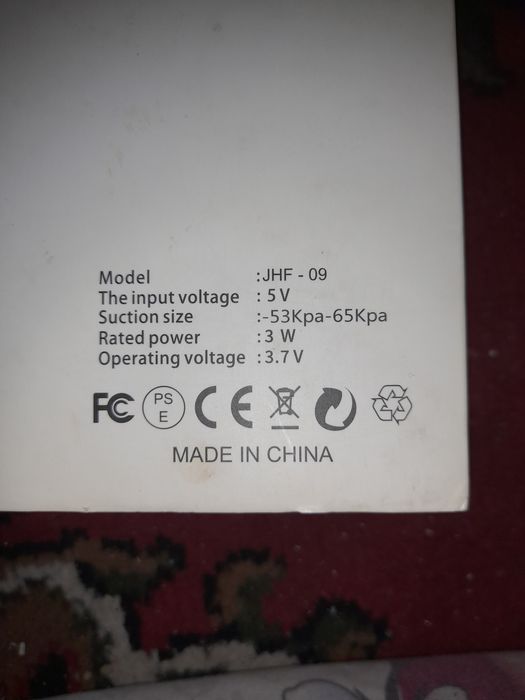 Model :JHF - 09
The input voltage : 5 V
Suction size :-53Kpa-65Kpa
Rated power : 3 W
Operating voltage : 3.7 V
FC PS E CE
MADE IN CHINA